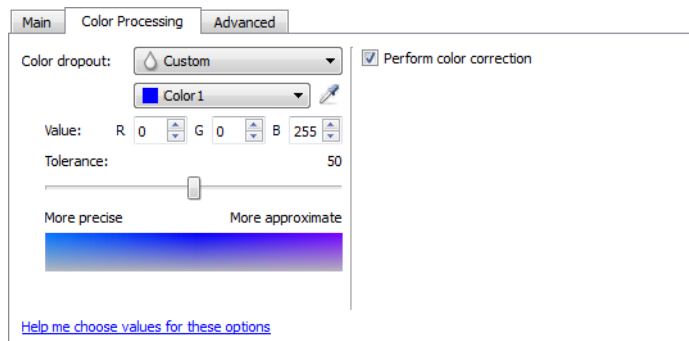 Main Color Processing Advanced
Color dropout: Custom Perform color correction
Color1
Value: R 0 G 0 B 255
Tolerance: 50
More precise More approximate
Help me choose values for these options